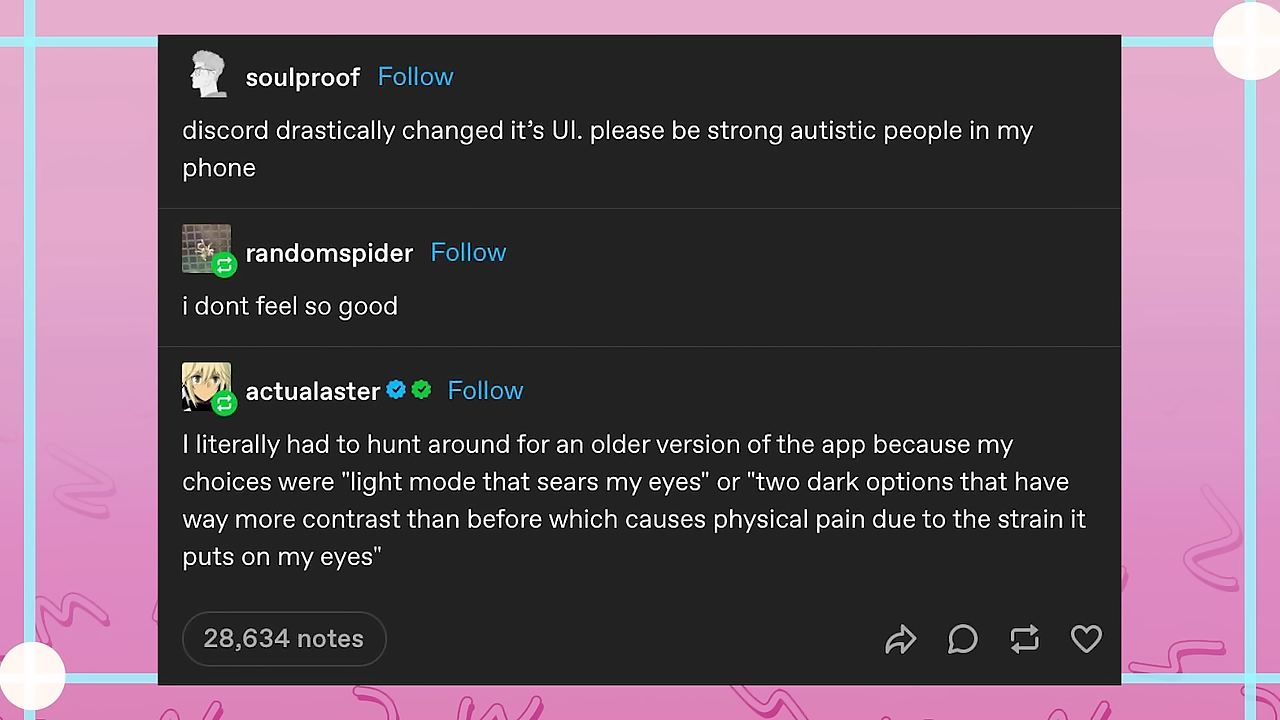 soulproof Follow
discord drastically changed it’s UI. please be strong autistic people in my
phone
randomspider Follow
i dont feel so good
actualaster Follow
I literally had to hunt around for an older version of the app because my
choices were "light mode that sears my eyes" or "two dark options that have
way more contrast than before which causes physical pain due to the strain it
puts on my eyes"
28,634 notes